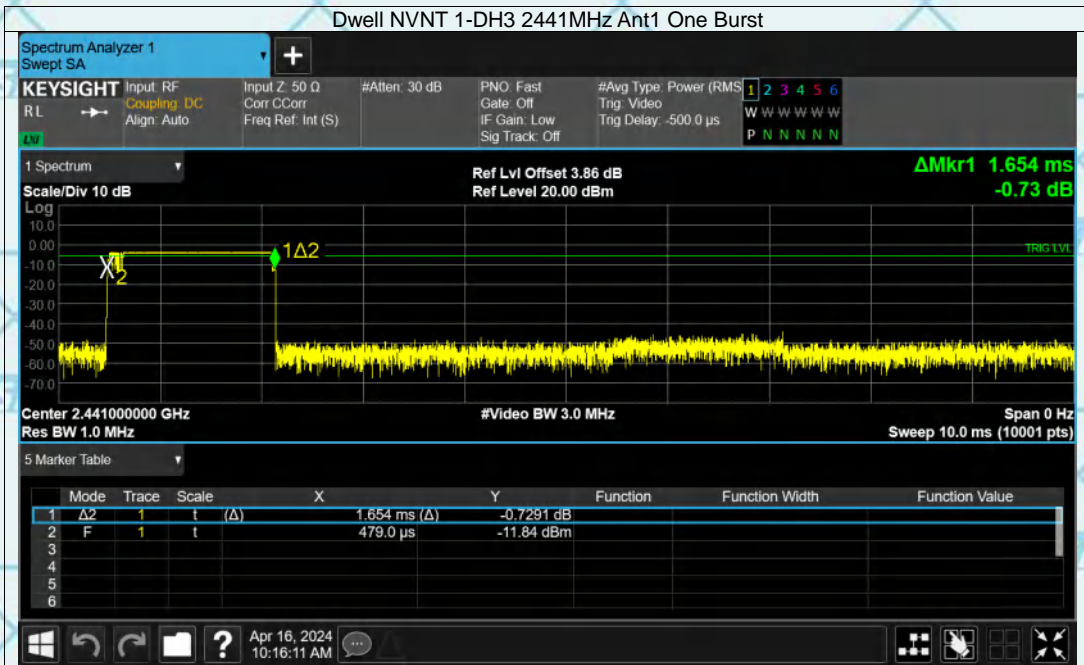 Dwell NVNT 1-DH3 2441MHz Ant1 One Burst
Spectrum Analyzer 1
Swept SA
+
KEYSIGHT Input: RF Input Z: 50 Ω #Atten: 30 dB PNO: Fast #Avg Type: Power (RMS 1 2 3 4 5 6
RL Coupling: DC Corr CCorr Gate: Off Trig: Video W W W W W W
Align: Auto Freq Ref: Int (S) IF Gain: Low Trig Delay: -500.0 µs
LXI Sig Track: Off P N N N N N
1 Spectrum Ref Lvl Offset 3.86 dB ΔMkr1 1.654 ms
Scale/Div 10 dB Ref Level 20.00 dBm -0.73 dB
Log
10.0
0.00 1Δ2 TRIG LVL
-10.0 X2
-20.0
-30.0
-40.0
-50.0
-60.0
-70.0
Center 2.441000000 GHz #Video BW 3.0 MHz Span 0 Hz
Res BW 1.0 MHz Sweep 10.0 ms (10001 pts)
5 Marker Table
Mode Trace Scale X Y Function Function Width Function Value
1 Δ2 1 t (Δ) 1.654 ms (Δ) -0.7291 dB
2 F 1 t 479.0 µs -11.84 dBm
3
4
5
6
? Apr 16, 2024
10:16:11 AM